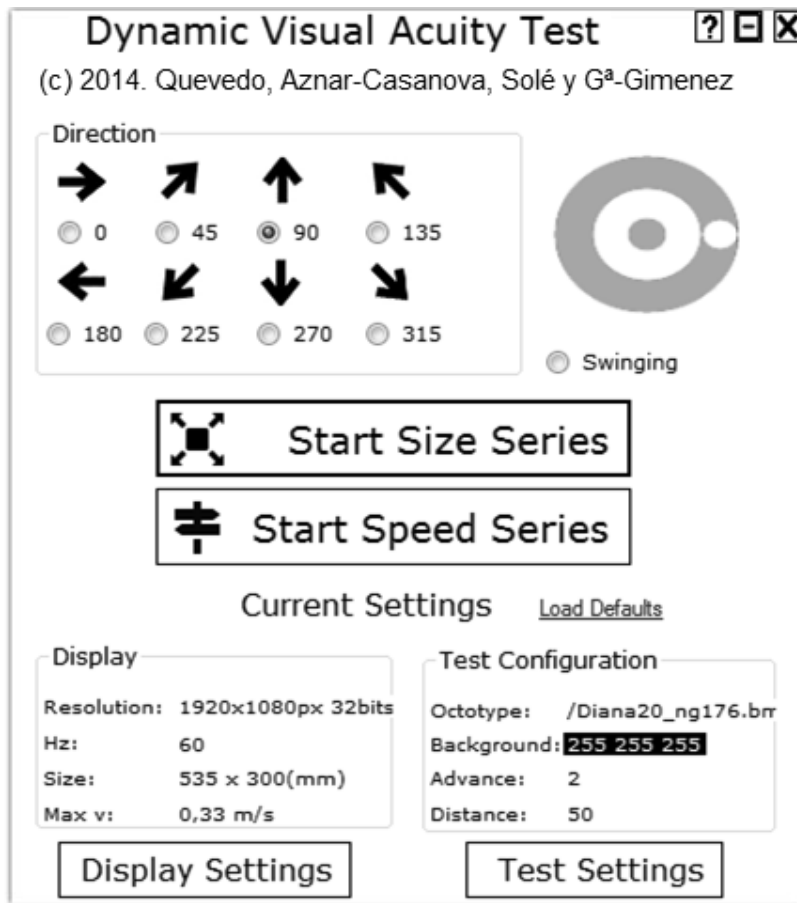 Dynamic Visual Acuity Test
(c) 2014. Quevedo, Aznar-Casanova, Solé y Gª-Gimenez
Direction
0 45 90 135
180 225 270 315
Swinging
Start Size Series
Start Speed Series
Current Settings Load Defaults
Display
Resolution: 1920x1080px 32bits
Hz: 60
Size: 535 x 300(mm)
Max v: 0,33 m/s
Test Configuration
Octotype: /Diana20_ng176.bm
Background: 255 255 255
Advance: 2
Distance: 50
Display Settings
Test Settings